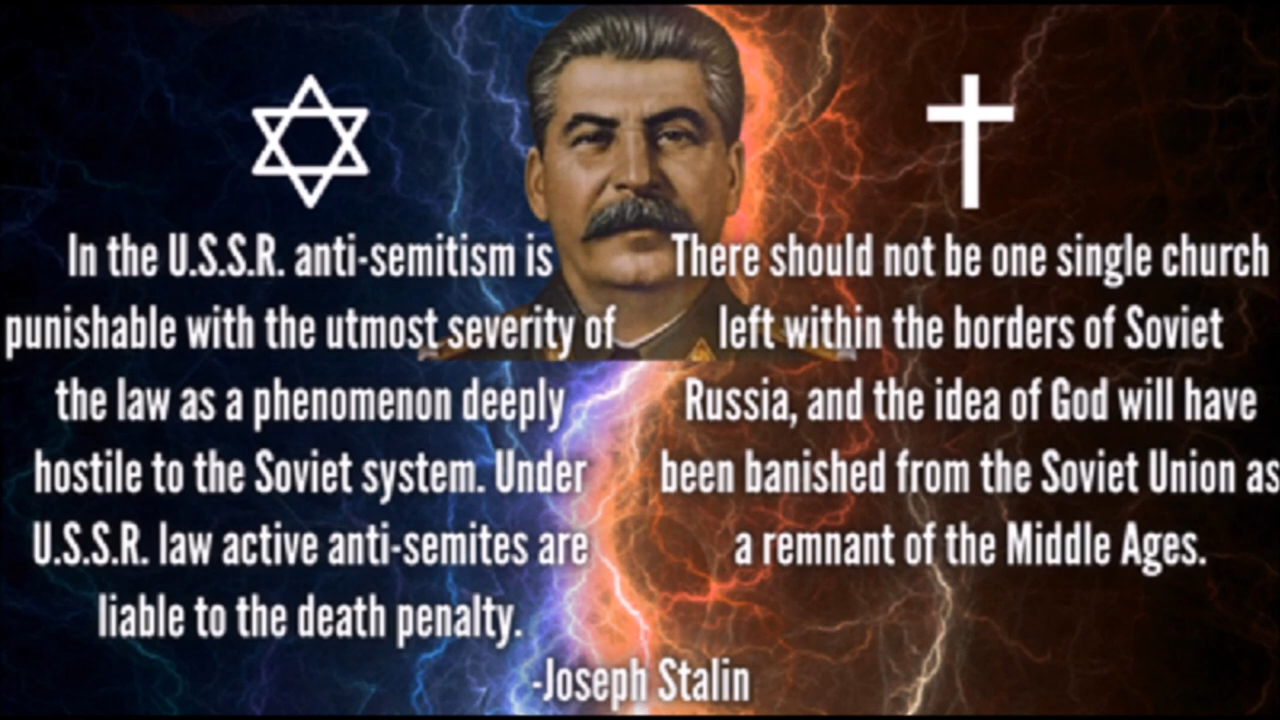 In the U.S.S.R. anti-semitism is
punishable with the utmost severity of
the law as a phenomenon deeply
hostile to the Soviet system. Under
U.S.S.R. law active anti-semites are
liable to the death penalty.
There should not be one single church
left within the borders of Soviet
Russia, and the idea of God will have
been banished from the Soviet Union as
a remnant of the Middle Ages.
-Joseph Stalin